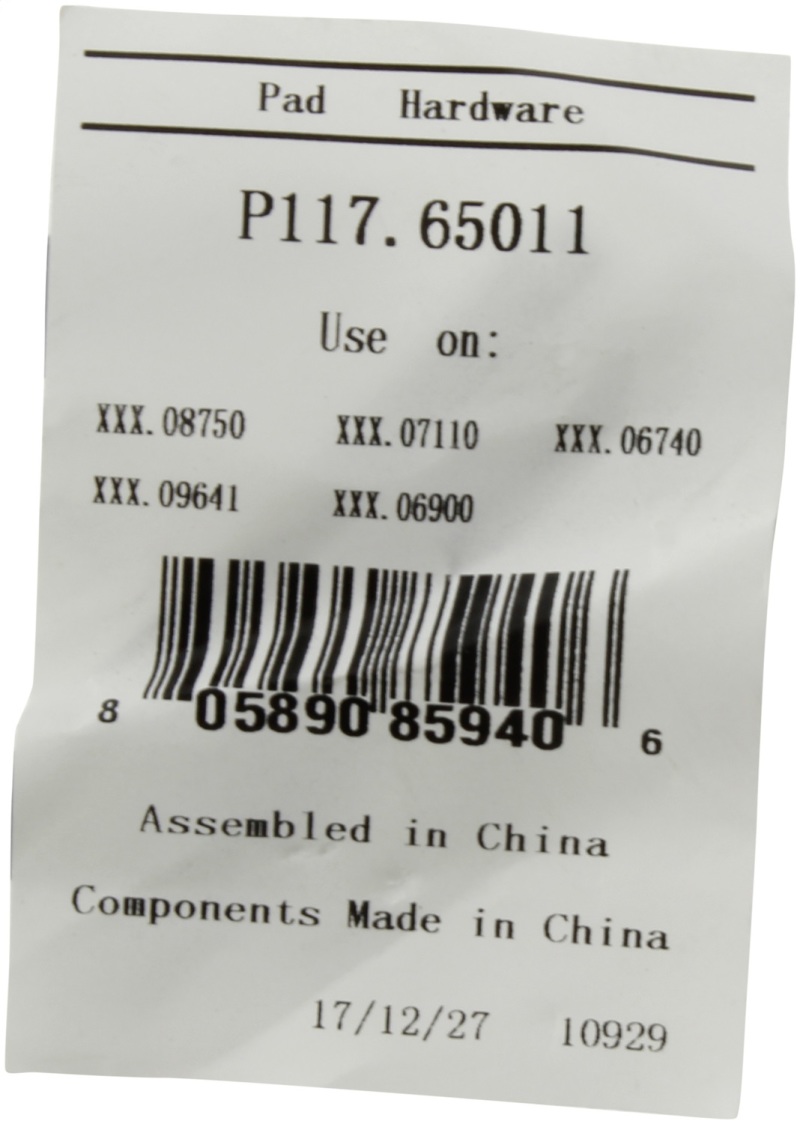 Pad Hardware
P117.65011
Use on:
XXX.08750 XXX.07110 XXX.06740
XXX.09641 XXX.06900
8 05890 85940 6
Assembled in China
Components Made in China
17/12/27 10929